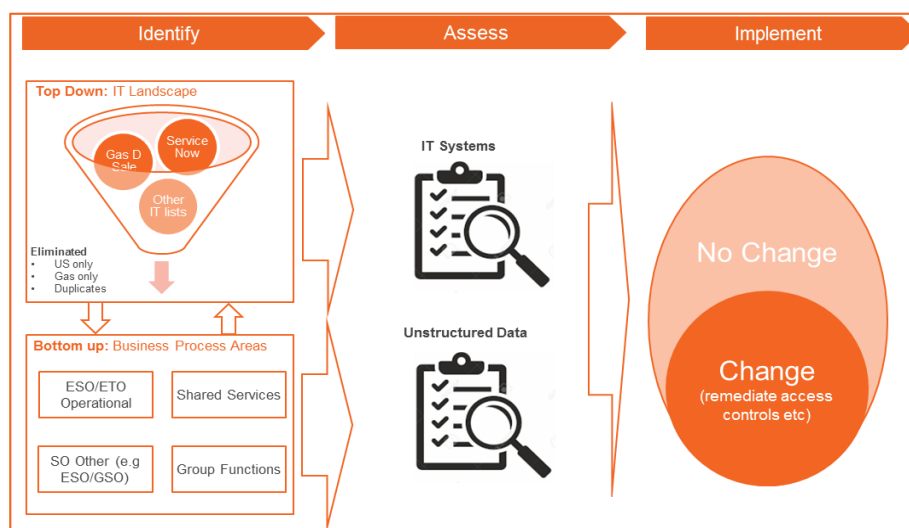 Identify
Assess
Implement
Top Down: IT Landscape
Gas D
Sale
Service
Now
Other
IT lists
Eliminated
• US only
• Gas only
• Duplicates
Bottom up: Business Process Areas
ESO/ETO
Operational
Shared Services
SO Other (e.g
ESO/GSO)
Group Functions
IT Systems
Unstructured Data
No Change
Change
(remediate access
controls etc)